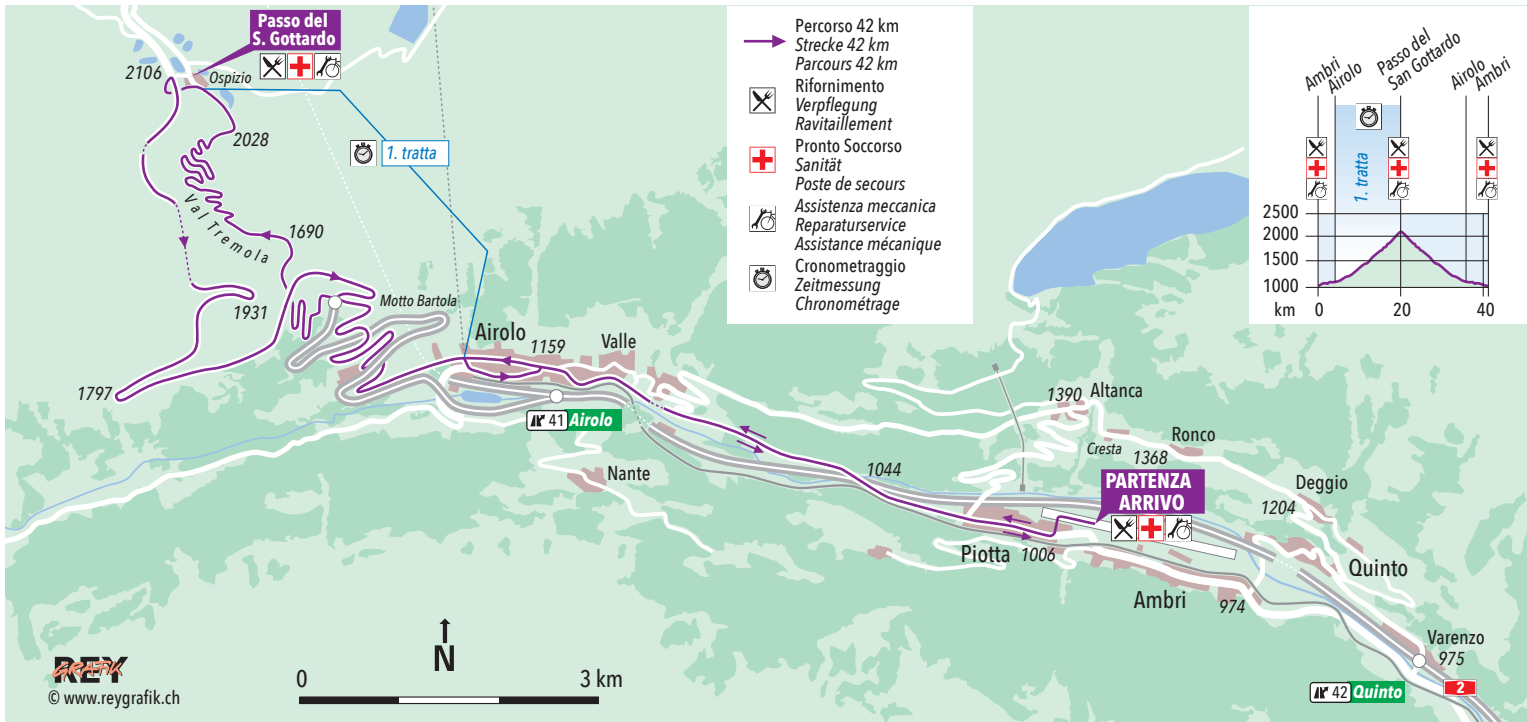 Passo del
S. Gottardo
2106
Ospizio
2028
1. tratta
Val Tremola
1690
1931
Motto Bartola
1797
Airolo
1159
Valle
41 Airolo
Nante
1044
1390
Altanca
Cresta
1368
Ronco
PARTENZA
ARRIVO
Deggio
1204
Piotta
1006
Quinto
Ambri
974
Varenzo
975
42 Quinto
2
Percorso 42 km
Strecke 42 km
Parcours 42 km
Rifornimento
Verpflegung
Ravitaillement
Pronto Soccorso
Sanität
Poste de secours
Assistenza meccanica
Reparaturservice
Assistance mécanique
Cronometraggio
Zeitmessung
Chronométrage
Ambri
Airolo
Passo del
San Gottardo
Airolo
Ambri
1. tratta
2500
2000
1500
1000
km
0
20
40
N
0
3 km
REY
GRAFIK
© www.reygrafik.ch